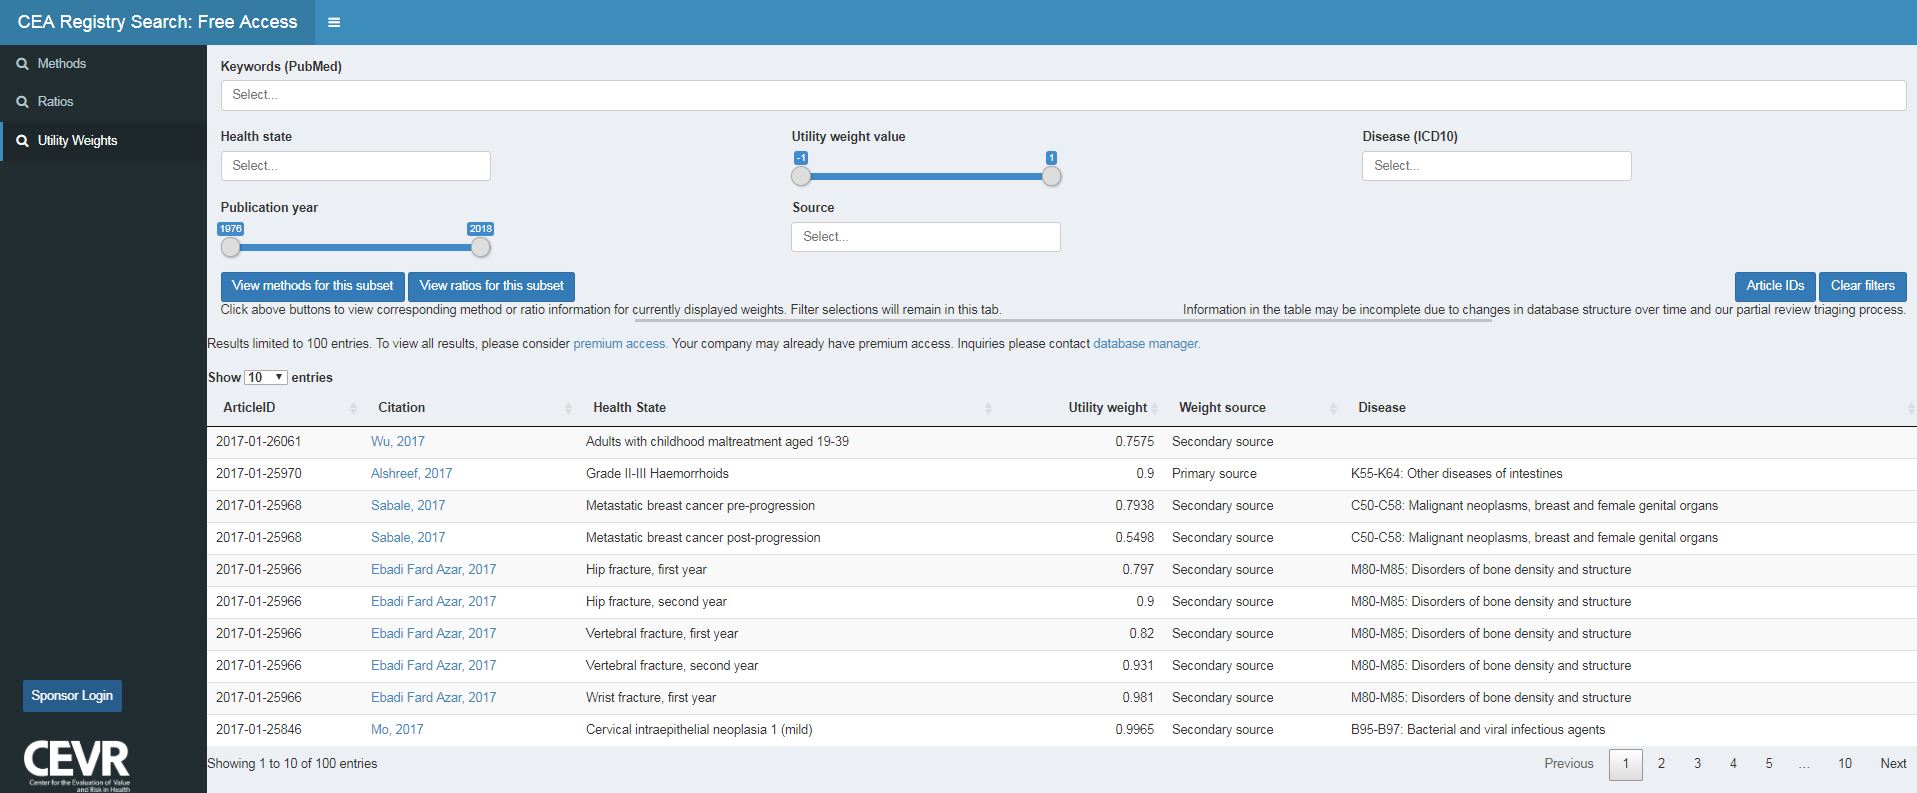 CEA Registry Search: Free Access
Methods
Ratios
Utility Weights
Keywords (PubMed)
Select...
Health state
Utility weight value
Disease (ICD10)
Select...
-1
1
Select...
Publication year
Source
1976
2018
Select...
View methods for this subset
View ratios for this subset
Article IDs
Clear filters
Click above buttons to view corresponding method or ratio information for currently displayed weights. Filter selections will remain in this tab.
Information in the table may be incomplete due to changes in database structure over time and our partial review triaging process.
Results limited to 100 entries. To view all results, please consider premium access. Your company may already have premium access. Inquiries please contact database manager.
Show 10 entries
ArticleID Citation Health State Utility weight Weight source Disease
2017-01-26061 Wu, 2017 Adults with childhood maltreatment aged 19-39 0.7575 Secondary source
2017-01-25970 Alshreef, 2017 Grade II-III Haemorrhoids 0.9 Primary source K55-K64: Other diseases of intestines
2017-01-25968 Sabale, 2017 Metastatic breast cancer pre-progression 0.7938 Secondary source C50-C58: Malignant neoplasms, breast and female genital organs
2017-01-25968 Sabale, 2017 Metastatic breast cancer post-progression 0.5498 Secondary source C50-C58: Malignant neoplasms, breast and female genital organs
2017-01-25966 Ebadi Fard Azar, 2017 Hip fracture, first year 0.797 Secondary source M80-M85: Disorders of bone density and structure
2017-01-25966 Ebadi Fard Azar, 2017 Hip fracture, second year 0.9 Secondary source M80-M85: Disorders of bone density and structure
2017-01-25966 Ebadi Fard Azar, 2017 Vertebral fracture, first year 0.82 Secondary source M80-M85: Disorders of bone density and structure
2017-01-25966 Ebadi Fard Azar, 2017 Vertebral fracture, second year 0.931 Secondary source M80-M85: Disorders of bone density and structure
2017-01-25966 Ebadi Fard Azar, 2017 Wrist fracture, first year 0.981 Secondary source M80-M85: Disorders of bone density and structure
2017-01-25846 Mo, 2017 Cervical intraepithelial neoplasia 1 (mild) 0.9965 Secondary source B95-B97: Bacterial and viral infectious agents
Showing 1 to 10 of 100 entries
Previous 1 2 3 4 5 ... 10 Next
Sponsor Login
CEVR
Center for the Evaluation of Value
and Risk in Health